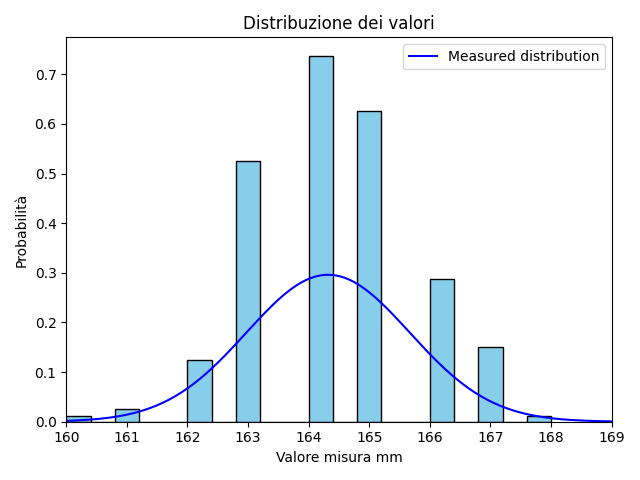 Distribuzione dei valori
Measured distribution
Probabilità
0.7
0.6
0.5
0.4
0.3
0.2
0.1
0.0
160 161 162 163 164 165 166 167 168 169
Valore misura mm